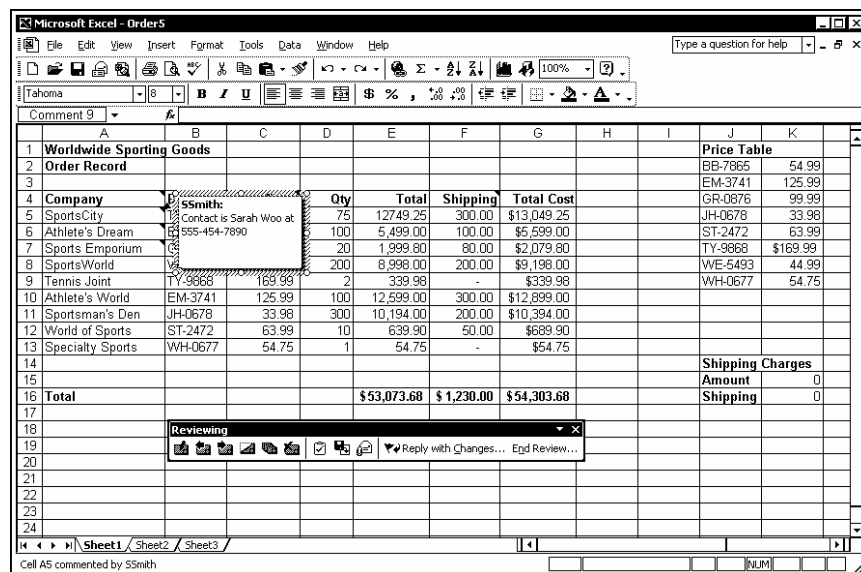 Microsoft Excel - Order5
File Edit View Insert Format Tools Data Window Help Type a question for help
100%
Tahoma 8 B I U $ % ,
Comment 9 fx
A B C D E F G H I J K
1 Worldwide Sporting Goods Price Table
2 Order Record BB-7865 54.99
3 EM-3741 125.99
4 Company Qty Total Shipping Total Cost GR-0876 99.99
SSmith:
Contact is Sarah Woo at
555-454-7890
5 SportsCity 75 12749.25 300.00 $13,049.25 JH-0678 33.98
6 Athlete's Dream 100 5,499.00 100.00 $5,599.00 ST-2472 63.99
7 Sports Emporium 20 1,999.80 80.00 $2,079.80 TY-9868 $169.99
8 SportsWorld 200 8,998.00 200.00 $9,198.00 WE-5493 44.99
9 Tennis Joint TY-9868 169.99 2 339.98 - $339.98 WH-0677 54.75
10 Athlete's World EM-3741 125.99 100 12,599.00 300.00 $12,899.00
11 Sportsman's Den JH-0678 33.98 300 10,194.00 200.00 $10,394.00
12 World of Sports ST-2472 63.99 10 639.90 50.00 $689.90
13 Specialty Sports WH-0677 54.75 1 54.75 - $54.75
14 Shipping Charges
15 Amount 0
16 Total $53,073.68 $1,230.00 $54,303.68 Shipping 0
17
18
Reviewing
19
Reply with Changes... End Review...
20
21
22
23
24
Sheet1 Sheet2 Sheet3
Cell A5 commented by SSmith NUM